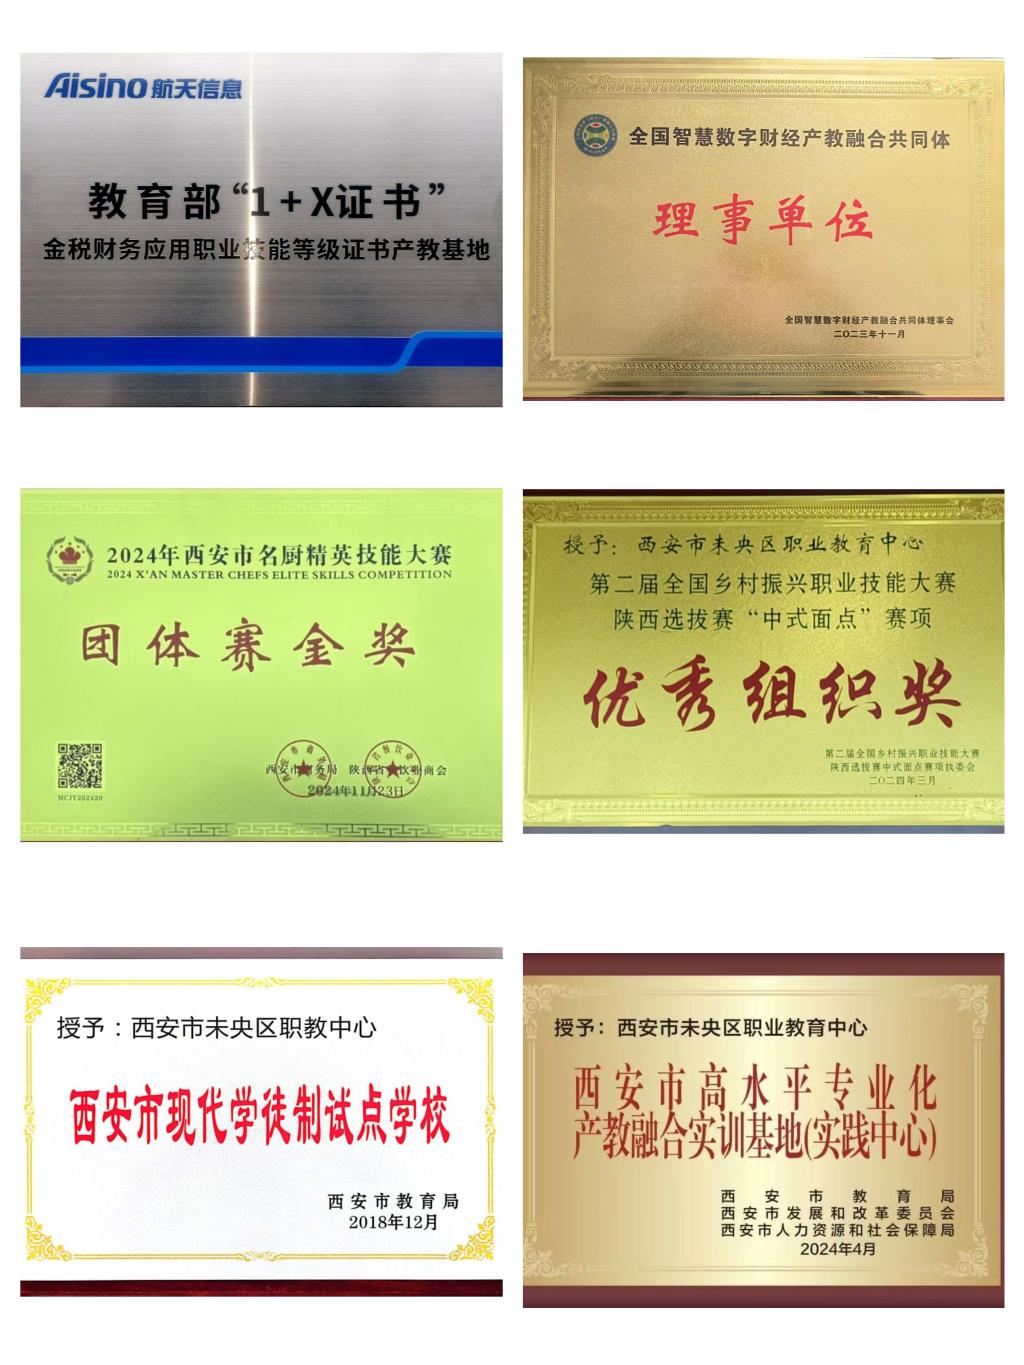 Aisino 航天信息
教育部“1+X证书”
金税财务应用职业技能等级证书产教基地
全国智慧数字财经产教融合共同体
理事单位
全国智慧数字财经产教融合共同体理事会
二〇二三年十一月
2024年西安市名厨精英技能大赛
2024 X'AN MASTER CHEFS ELITE SKILLS COMPETITION
团体赛金奖
西安市商务局 陕西省餐饮业商会
2024年11月23日
MCJY202420
授予：西安市未央区职业教育中心
第二届全国乡村振兴职业技能大赛
陕西选拔赛“中式面点”赛项
优秀组织奖
第二届全国乡村振兴职业技能大赛
陕西选拔赛中式面点赛项执委会
二〇二四年三月
授予：西安市未央区职教中心
西安市现代学徒制试点学校
西安市教育局
2018年12月
授予：西安市未央区职业教育中心
西安市高水平专业化
产教融合实训基地(实践中心)
西安市教育局
西安市发展和改革委员会
西安市人力资源和社会保障局
2024年4月